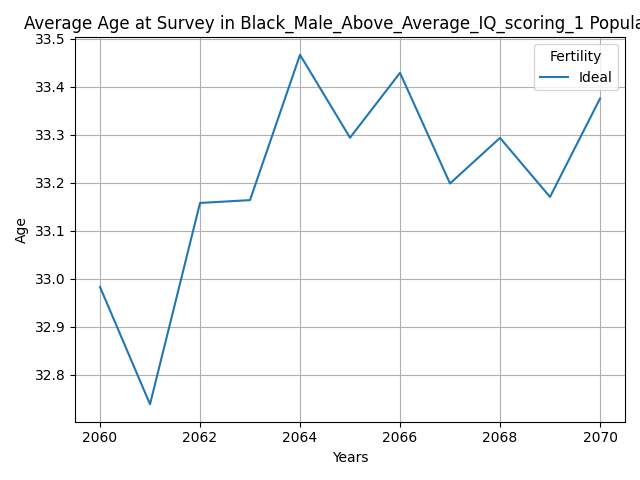 Average Age at Survey in Black_Male_Above_Average_IQ_scoring_1 Popula
Fertility
Ideal
33.5
33.4
33.3
33.2
33.1
33.0
32.9
32.8
Age
2060 2062 2064 2066 2068 2070
Years